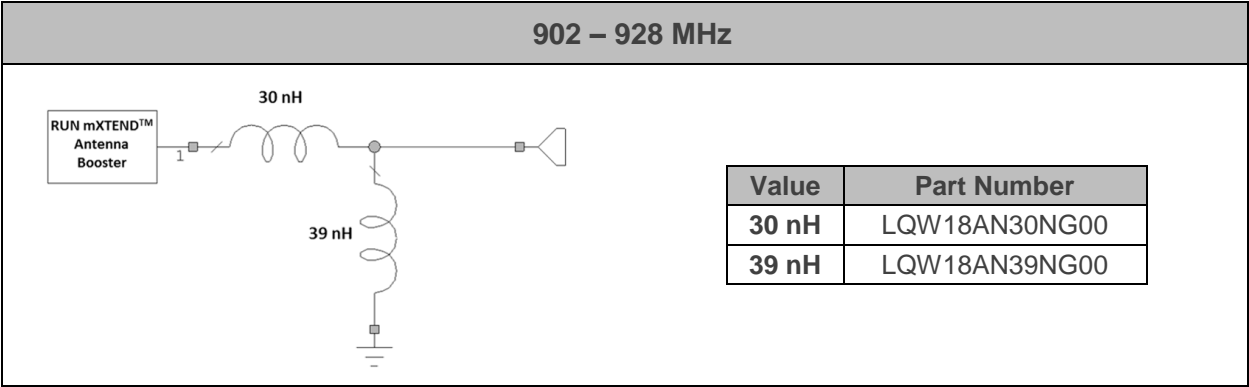 902 – 928 MHz
30 nH
RUN mXTEND™
Antenna
Booster
1
39 nH
Value Part Number
30 nH LQW18AN30NG00
39 nH LQW18AN39NG00